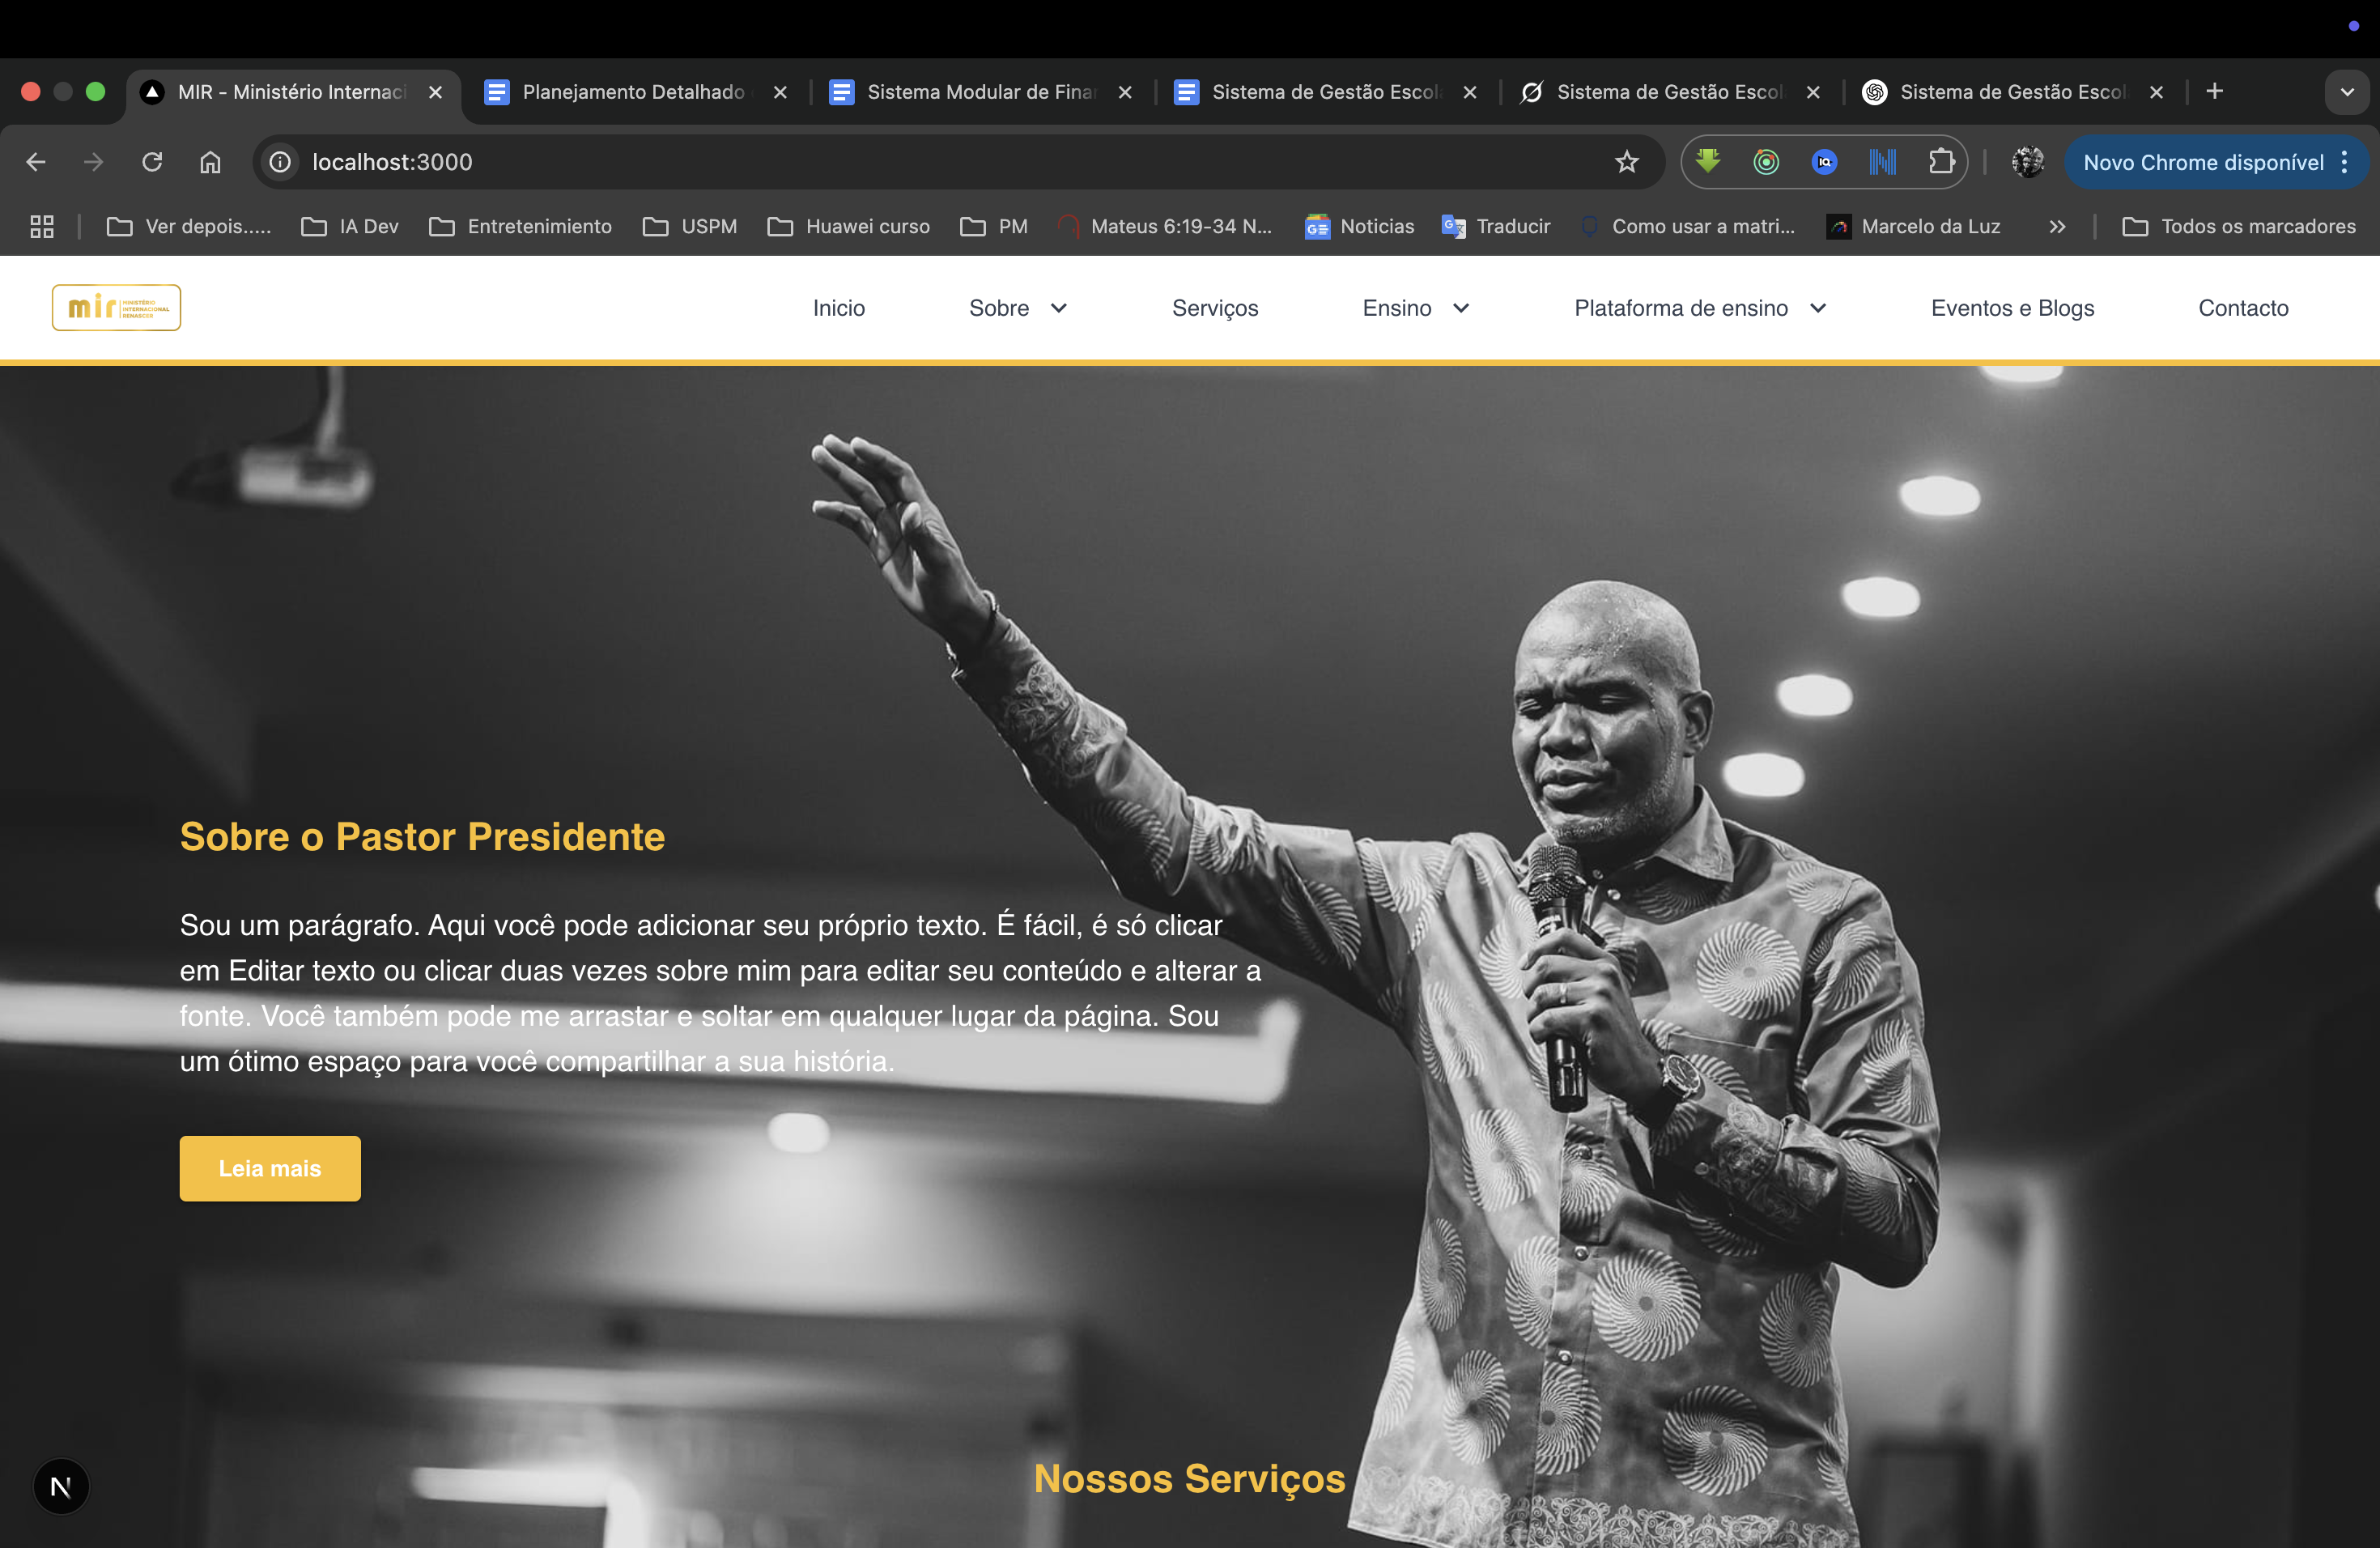 MIR - Ministério Internaci
Planejamento Detalhado
Sistema Modular de Finan
Sistema de Gestão Escola
Sistema de Gestão Escol
Sistema de Gestão Escol
localhost:3000
Novo Chrome disponível
Ver depois.....
IA Dev
Entretenimiento
USPM
Huawei curso
PM
Mateus 6:19-34 N...
Noticias
Traducir
Como usar a matri...
Marcelo da Luz
Todos os marcadores
mir MINISTÉRIO
INTERNACIONAL
RENASCER
Inicio
Sobre
Serviços
Ensino
Plataforma de ensino
Eventos e Blogs
Contacto
Sobre o Pastor Presidente
Sou um parágrafo. Aqui você pode adicionar seu próprio texto. É fácil, é só clicar
em Editar texto ou clicar duas vezes sobre mim para editar seu conteúdo e alterar a
fonte. Você também pode me arrastar e soltar em qualquer lugar da página. Sou
um ótimo espaço para você compartilhar a sua história.
Leia mais
Nossos Serviços
N